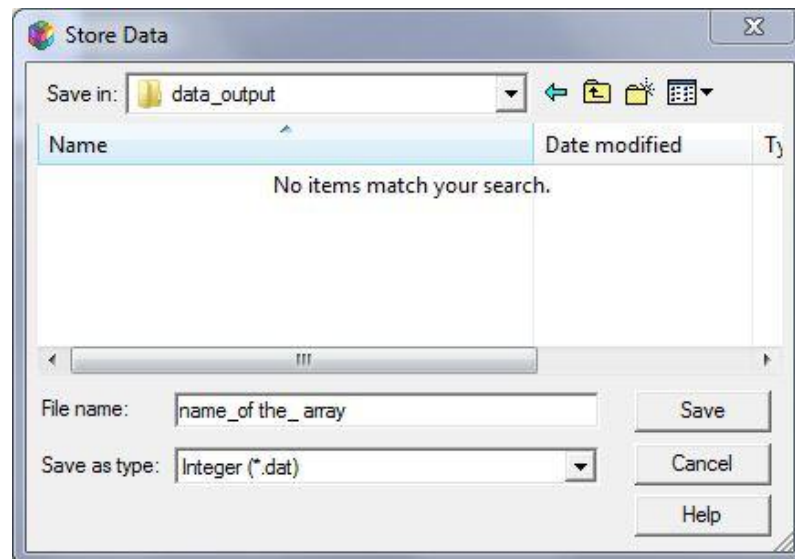 Store Data
Save in: data_output
Name Date modified Ty
No items match your search.
File name: name_of the_ array Save
Save as type: Integer (*.dat) Cancel
Help